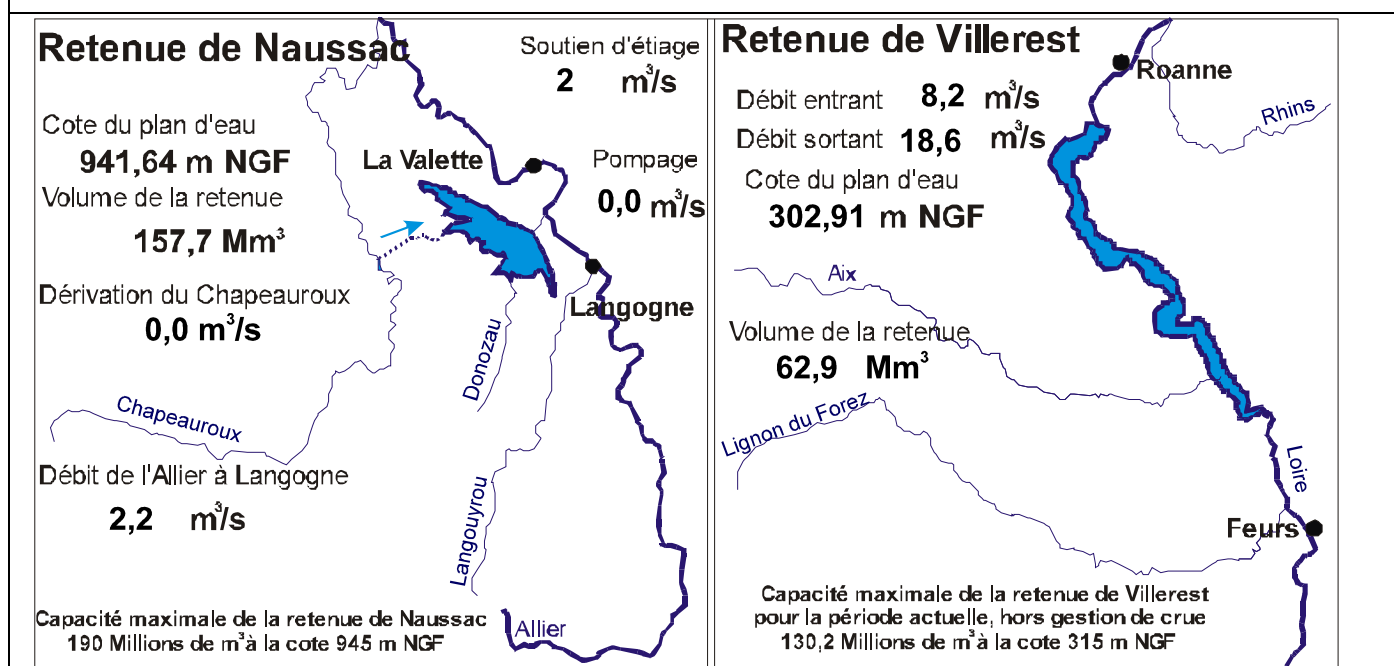 Retenue de Naussac
Soutien d'étiage
2 m³/s
Cote du plan d'eau
941,64 m NGF
La Valette
Pompage
0,0 m³/s
Volume de la retenue
157,7 Mm³
Dérivation du Chapeauroux
0,0 m³/s
Langogne
Donozau
Chapeauroux
Débit de l'Allier à Langogne
2,2 m³/s
Langouyrou
Capacité maximale de la retenue de Naussac
190 Millions de m³ à la cote 945 m NGF
Allier
Retenue de Villerest
Roanne
Débit entrant 8,2 m³/s
Rhins
Débit sortant 18,6 m³/s
Cote du plan d'eau
302,91 m NGF
Aix
Volume de la retenue
62,9 Mm³
Lignon du Forez
Loire
Feurs
Capacité maximale de la retenue de Villerest
pour la période actuelle, hors gestion de crue
130,2 Millions de m³ à la cote 315 m NGF